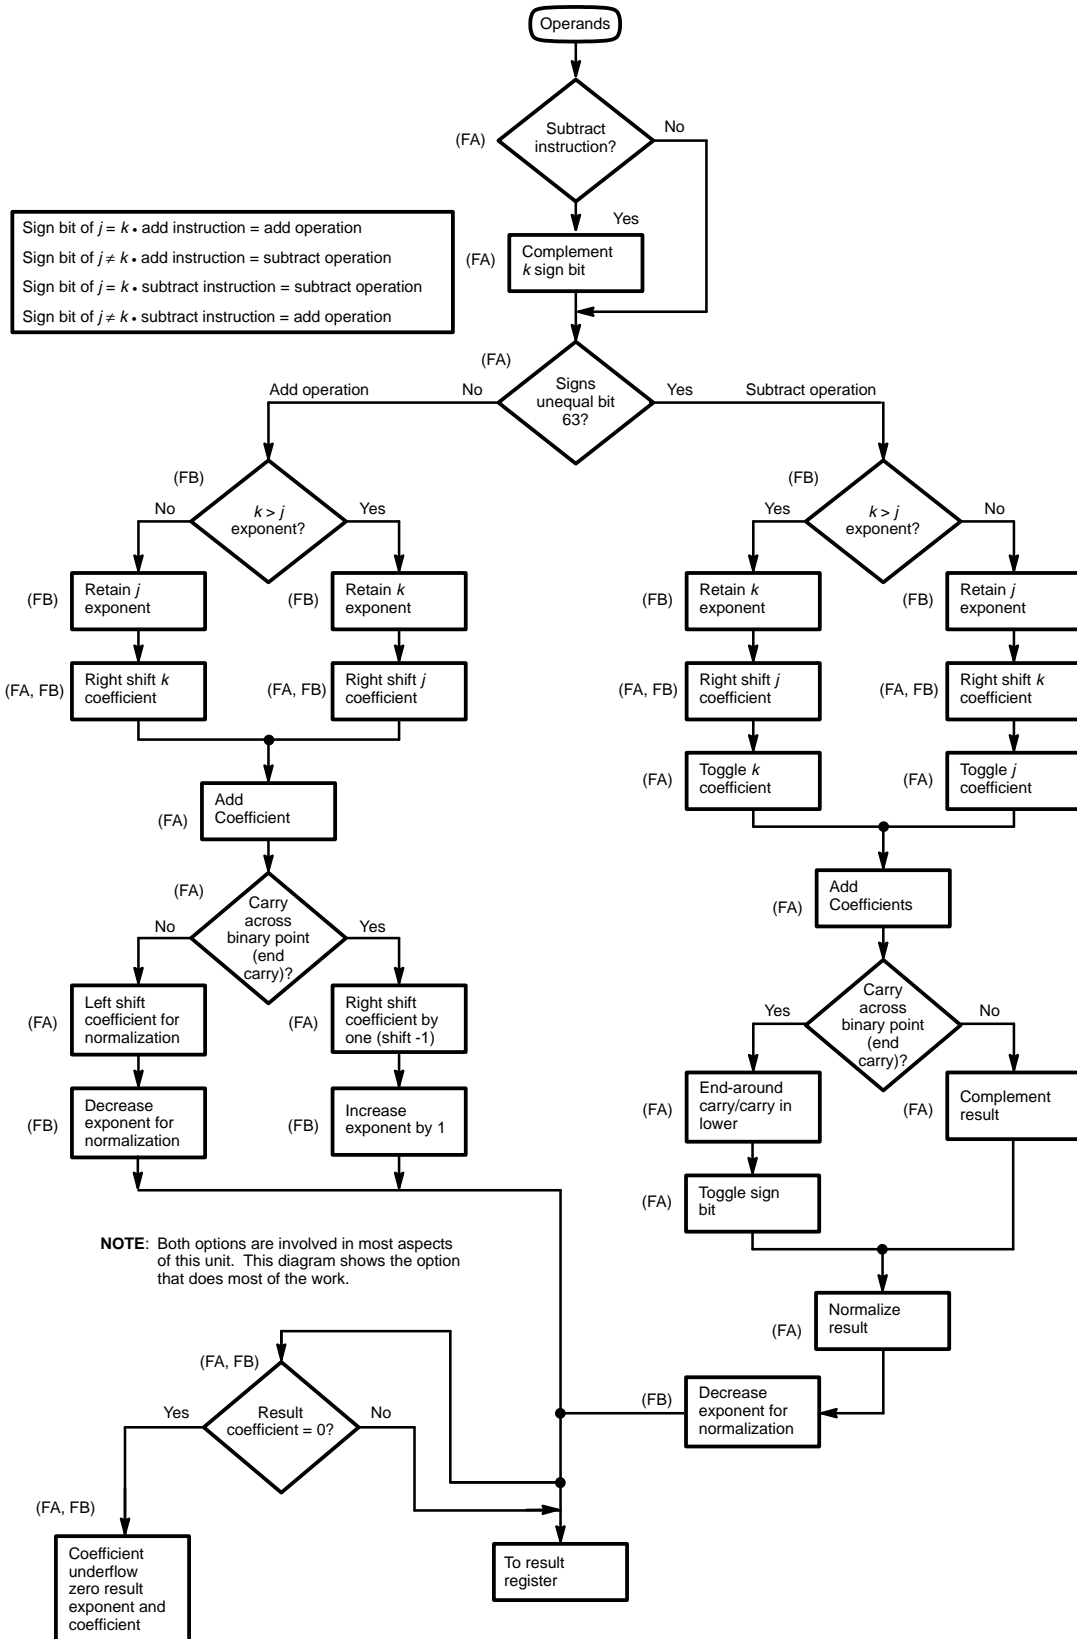 Operands
(FA)
Subtract
instruction?
No
Yes
Sign bit of j = k • add instruction = add operation
Sign bit of j ≠ k • add instruction = subtract operation
Sign bit of j = k • subtract instruction = subtract operation
Sign bit of j ≠ k • subtract instruction = add operation
(FA)
Complement
k sign bit
(FA)
Signs
unequal bit
63?
Add operation
No
Yes
Subtract operation
(FB)
k > j
exponent?
No
Yes
(FB)
Retain j
exponent
(FB)
Retain k
exponent
(FA, FB)
Right shift k
coefficient
(FA, FB)
Right shift j
coefficient
(FA)
Add
Coefficient
(FA)
Carry
across
binary point
(end
carry)?
No
Yes
(FA)
Left shift
coefficient for
normalization
(FA)
Right shift
coefficient by
one (shift -1)
(FB)
Decrease
exponent for
normalization
(FB)
Increase
exponent by 1
(FB)
k > j
exponent?
Yes
No
(FB)
Retain k
exponent
(FB)
Retain j
exponent
(FA, FB)
Right shift j
coefficient
(FA, FB)
Right shift k
coefficient
(FA)
Toggle k
coefficient
(FA)
Toggle j
coefficient
(FA)
Add
Coefficients
Carry
across
binary point
(end
carry)?
Yes
No
(FA)
End-around
carry/carry in
lower
(FA)
Complement
result
(FA)
Toggle sign
bit
(FA)
Normalize
result
(FB)
Decrease
exponent for
normalization
NOTE: Both options are involved in most aspects
of this unit. This diagram shows the option
that does most of the work.
(FA, FB)
Result
coefficient = 0?
Yes
No
(FA, FB)
Coefficient
underflow
zero result
exponent and
coefficient
To result
register